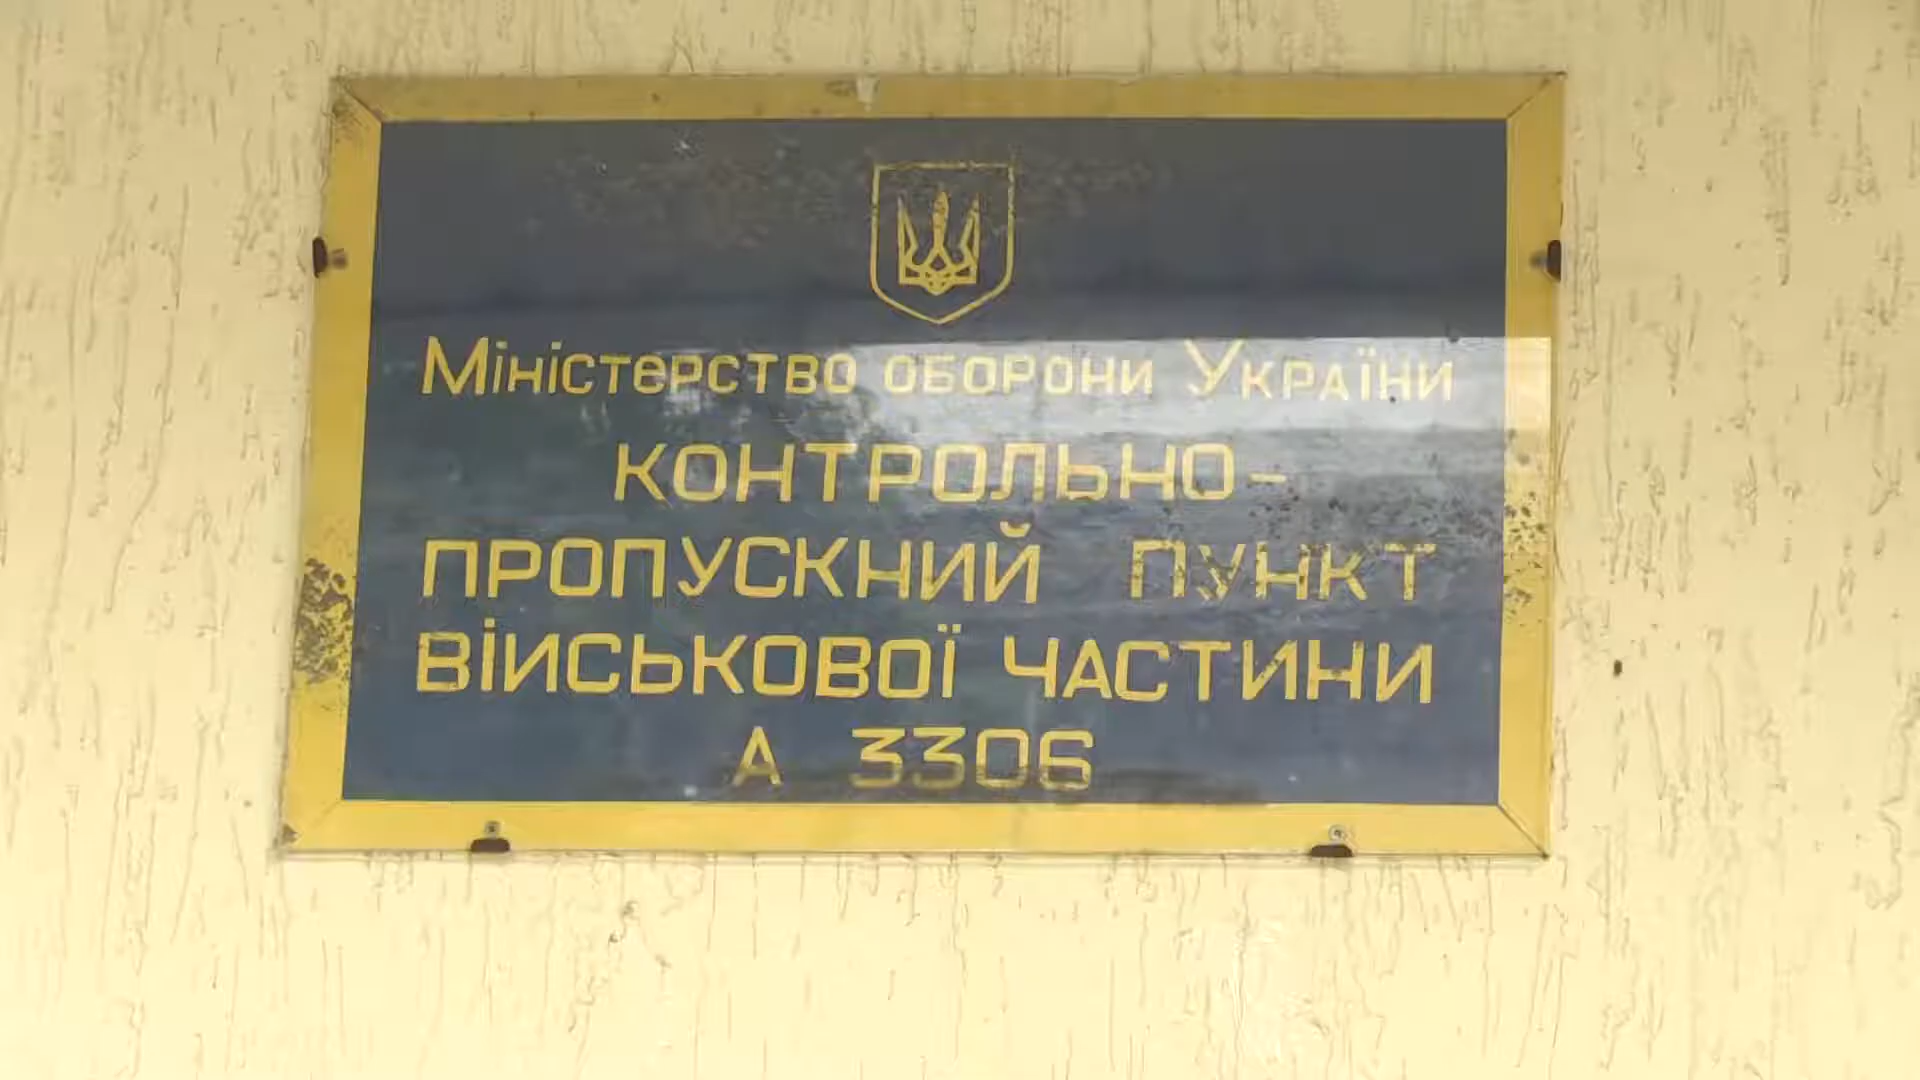 Міністерство оборони України
КОНТРОЛЬНО-
ПРОПУСКНИЙ ПУНКТ
ВІЙСЬКОВОЇ ЧАСТИНИ
А 3306